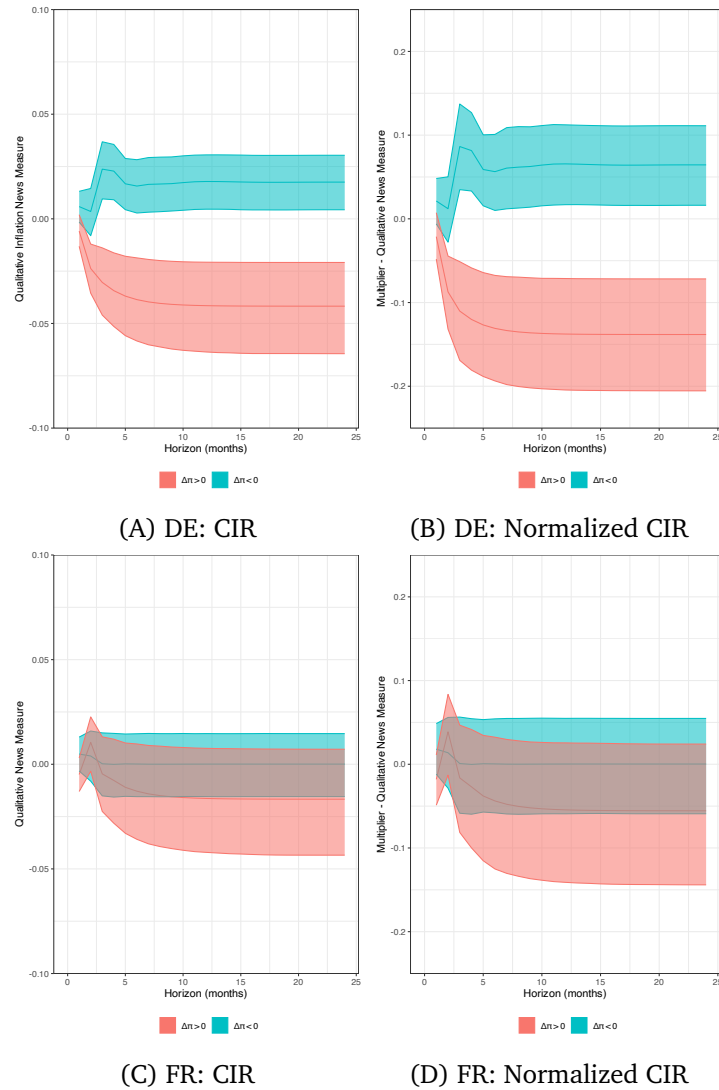 0.10
0.05
0.00
-0.05
-0.10
Qualitative Inflation News Measure
0 5 10 15 20 25
Horizon (months)
Δπ>0 Δπ<0
(A) DE: CIR
0.2
0.1
0.0
-0.1
-0.2
Multiplier - Qualitative News Measure
0 5 10 15 20 25
Horizon (months)
Δπ>0 Δπ<0
(B) DE: Normalized CIR
0.10
0.05
0.00
-0.05
-0.10
Qualitative News Measure
0 5 10 15 20 25
Horizon (months)
Δπ>0 Δπ<0
(C) FR: CIR
0.2
0.1
0.0
-0.1
-0.2
Multiplier - Qualitative News Measure
0 5 10 15 20 25
Horizon (months)
Δπ>0 Δπ<0
(D) FR: Normalized CIR